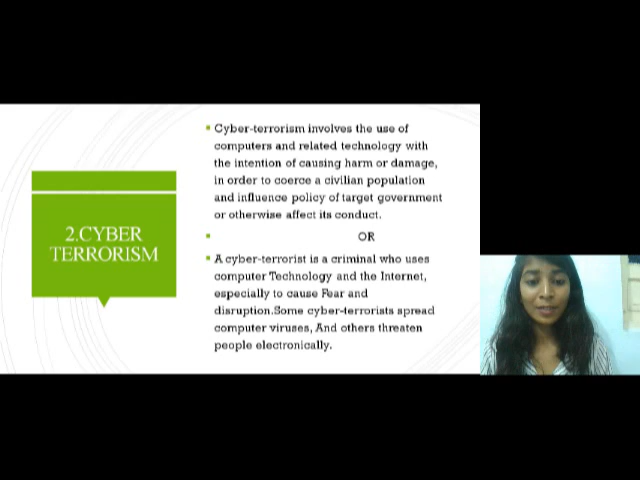 2.CYBER
TERRORISM
Cyber-terrorism involves the use of
computers and related technology with
the intention of causing harm or damage,
in order to coerce a civilian population
and influence policy of target government
or otherwise affect its conduct.
OR
A cyber-terrorist is a criminal who uses
computer Technology and the Internet,
especially to cause Fear and
disruption.Some cyber-terrorists spread
computer viruses, And others threaten
people electronically.